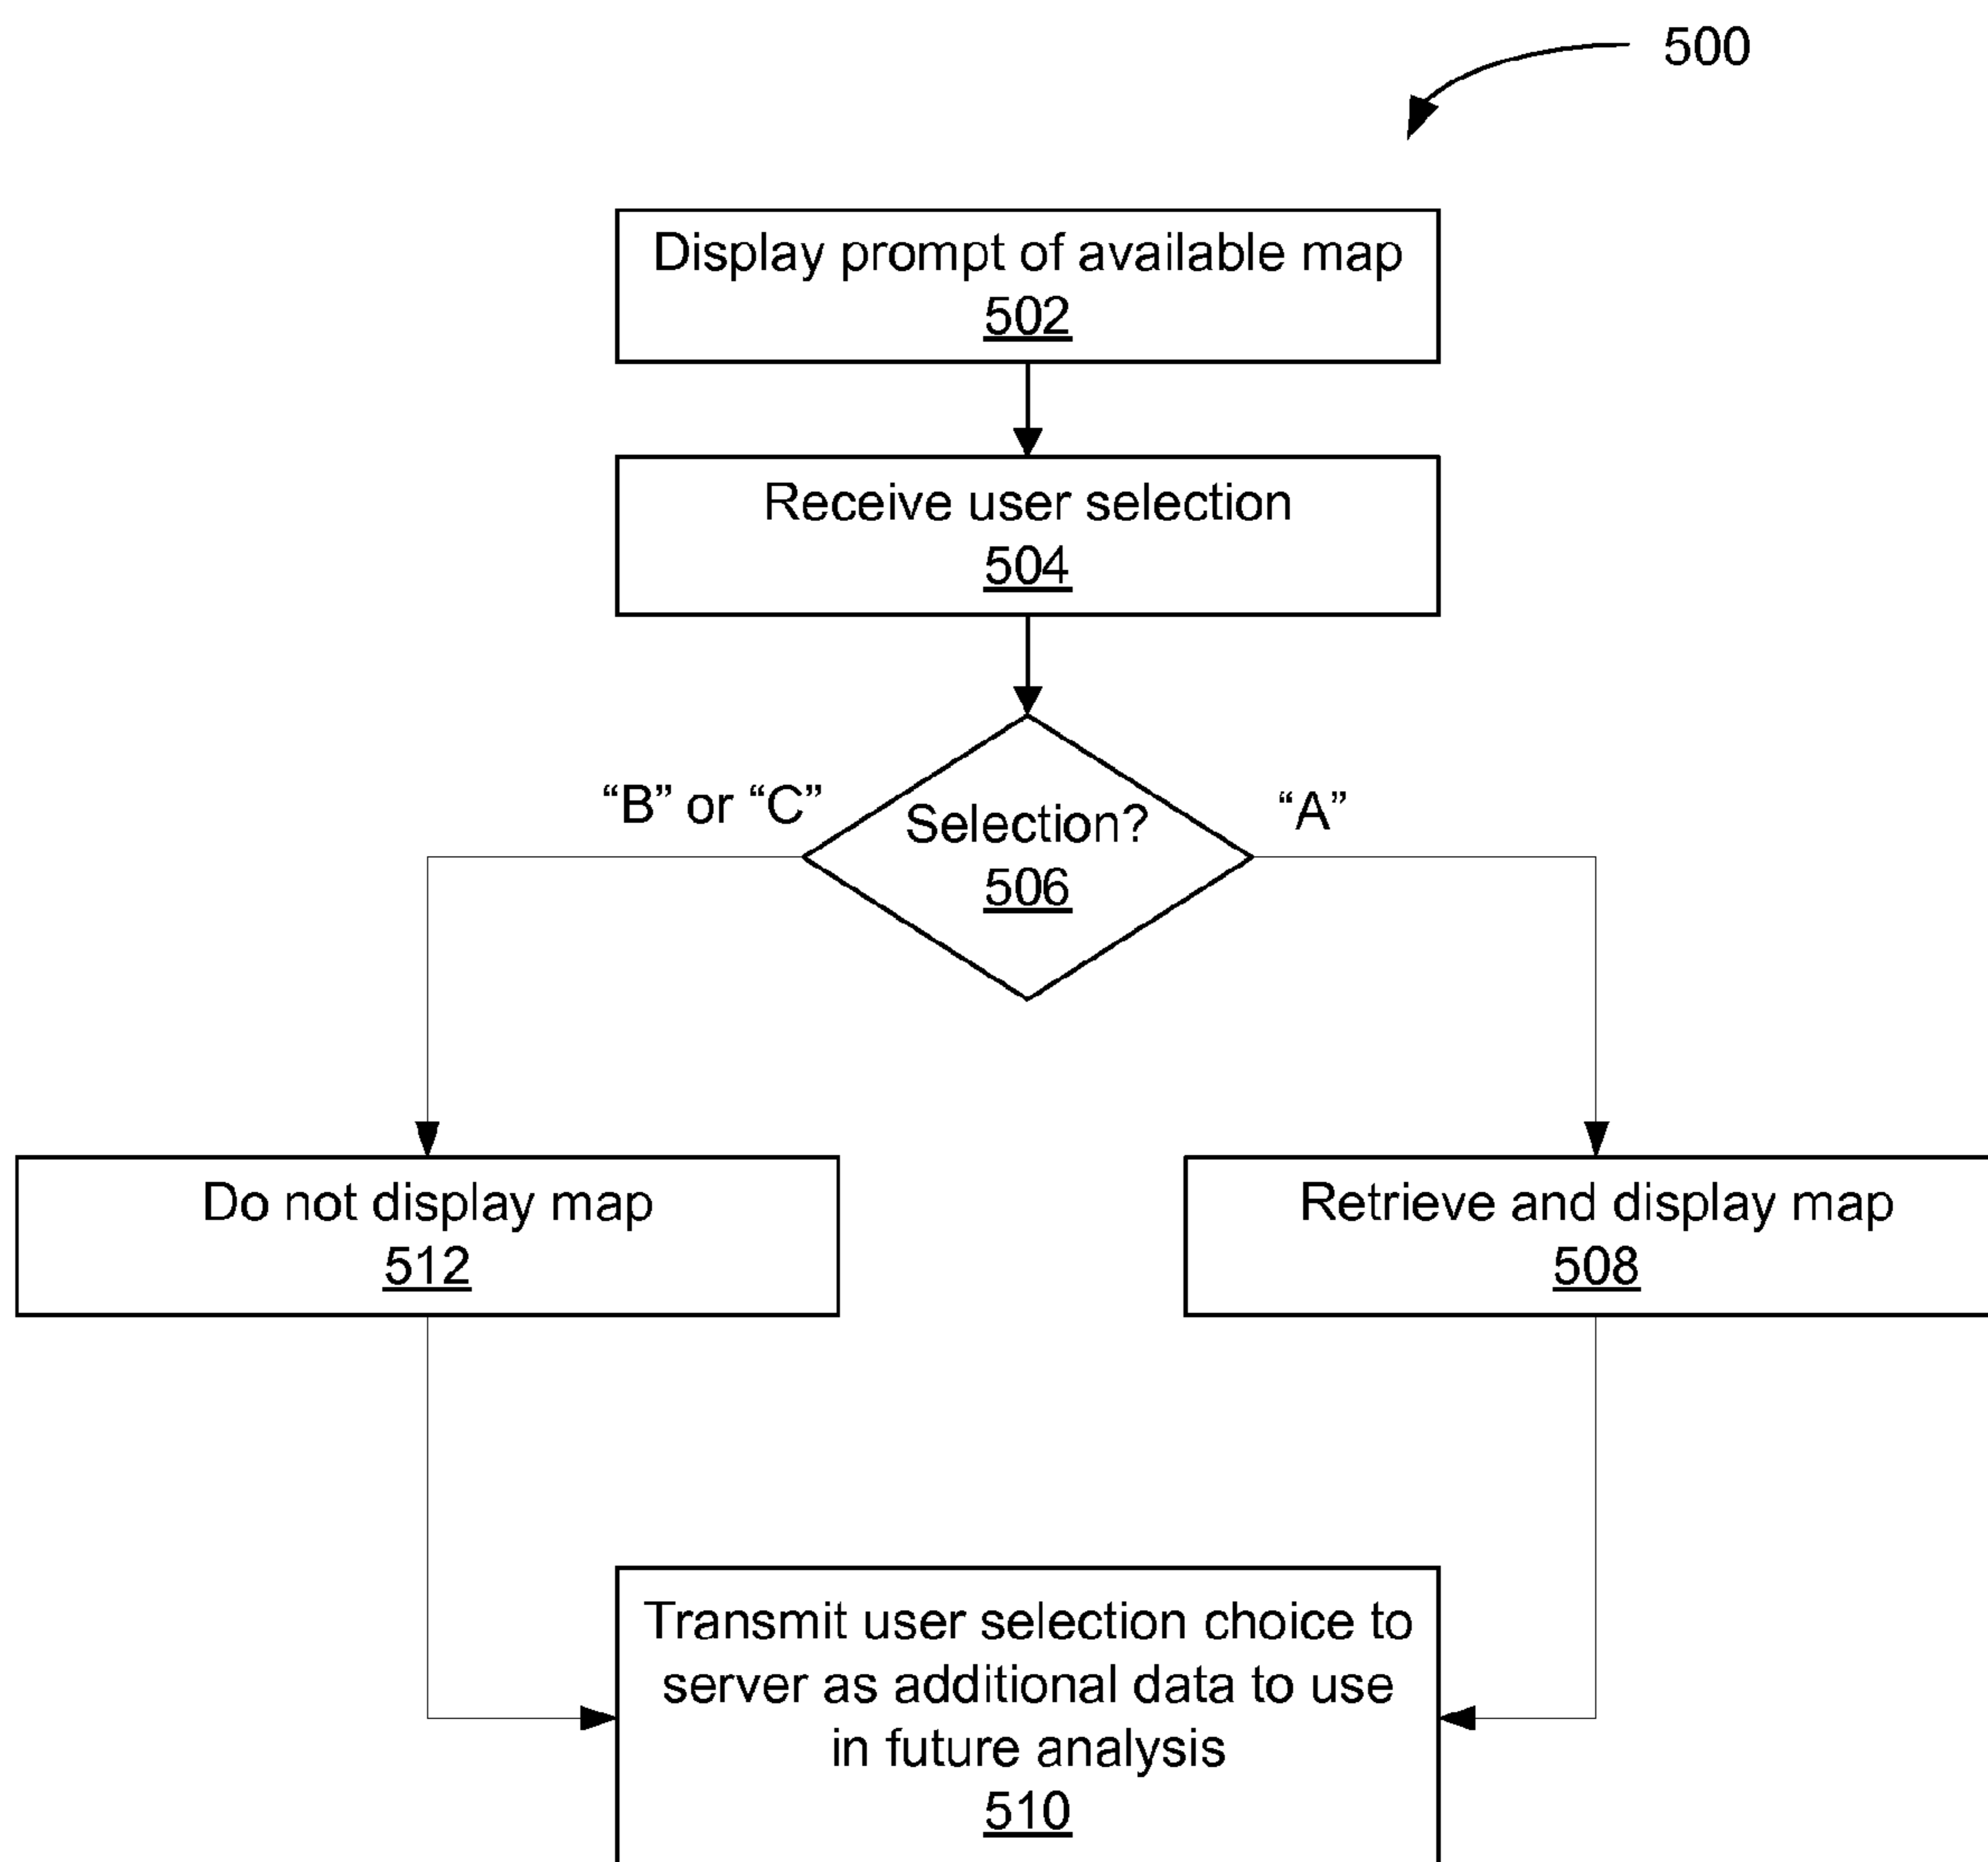 500
Display prompt of available map
502
Receive user selection
504
“B” or “C”
Selection?
506
“A”
Do not display map
512
Retrieve and display map
508
Transmit user selection choice to
server as additional data to use
in future analysis
510